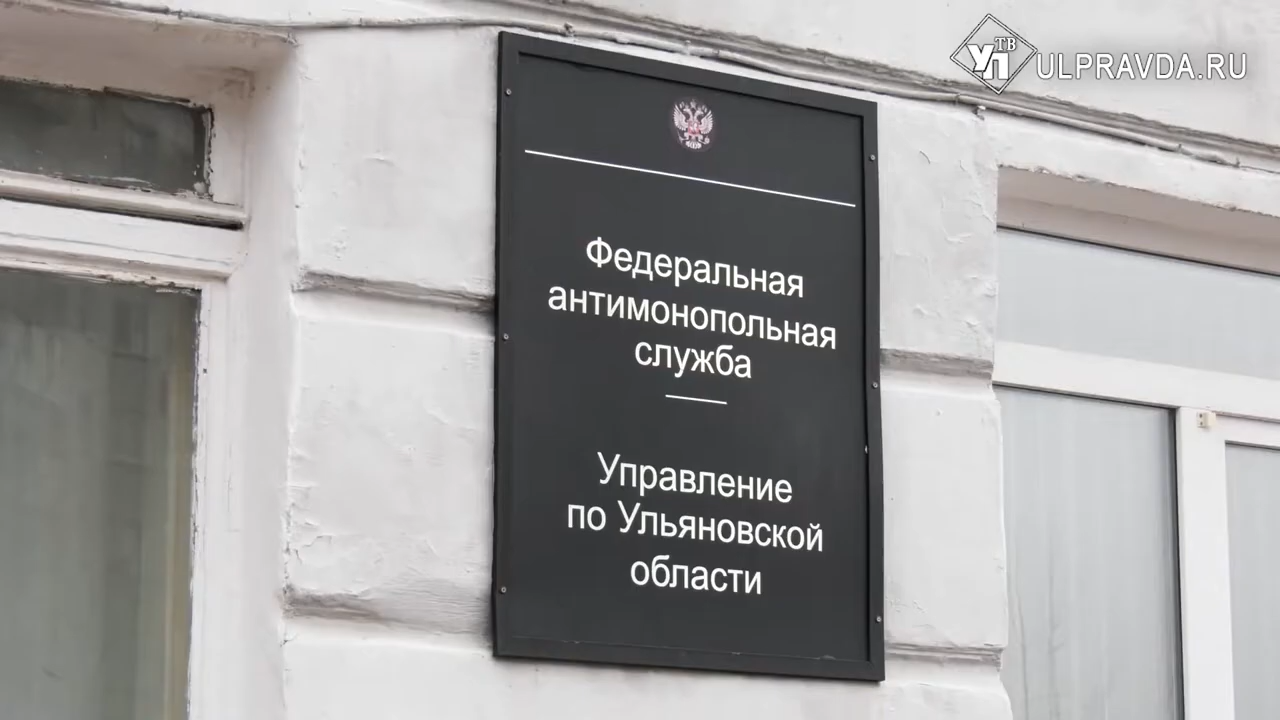 УП ТВ ULPRAVDA.RU
Федеральная
антимонопольная
служба
Управление
по Ульяновской
области